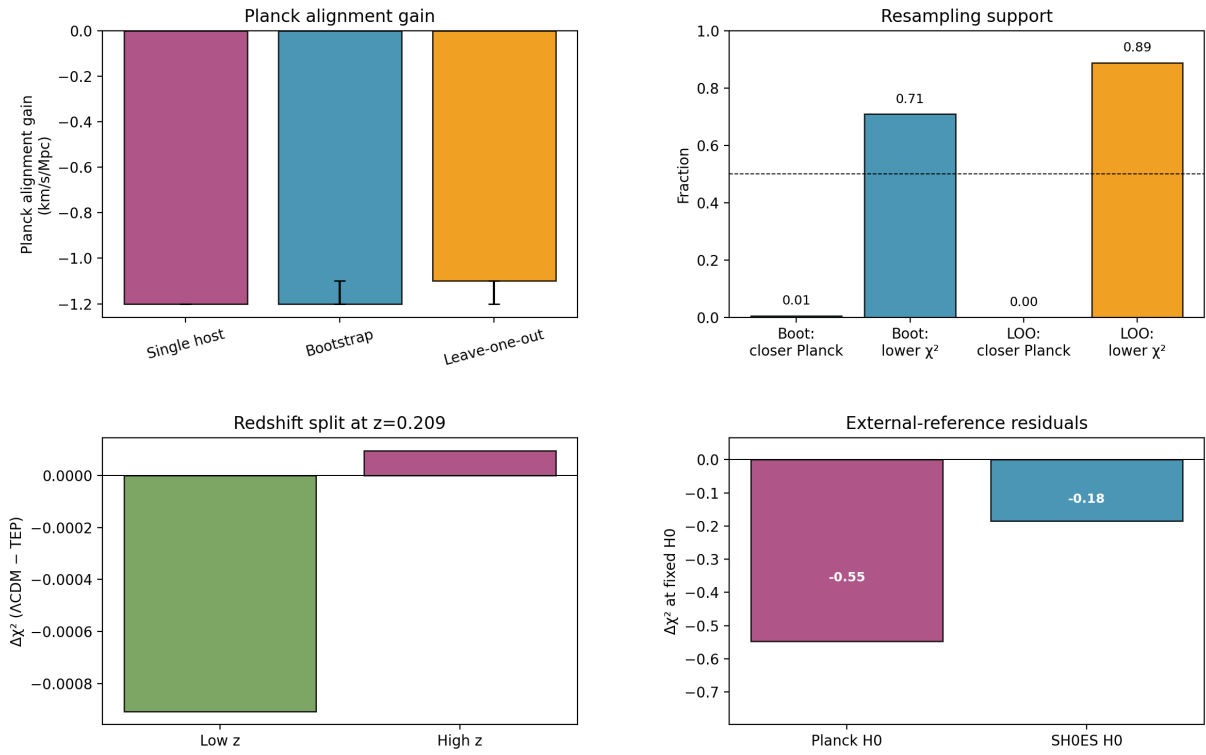 Planck alignment gain
Planck alignment gain
(km/s/Mpc)
0.0
−0.2
−0.4
−0.6
−0.8
−1.0
−1.2
Single host
Bootstrap
Leave-one-out
Resampling support
Fraction
1.0
0.8
0.6
0.4
0.2
0.0
0.01
0.71
0.00
0.89
Boot:
closer Planck
Boot:
lower χ²
LOO:
closer Planck
LOO:
lower χ²
Redshift split at z=0.209
Δχ² (ΛCDM − TEP)
0.0000
−0.0002
−0.0004
−0.0006
−0.0008
Low z
High z
External-reference residuals
Δχ² at fixed H0
0.0
−0.1
−0.2
−0.3
−0.4
−0.5
−0.6
−0.7
-0.55
-0.18
Planck H0
SH0ES H0